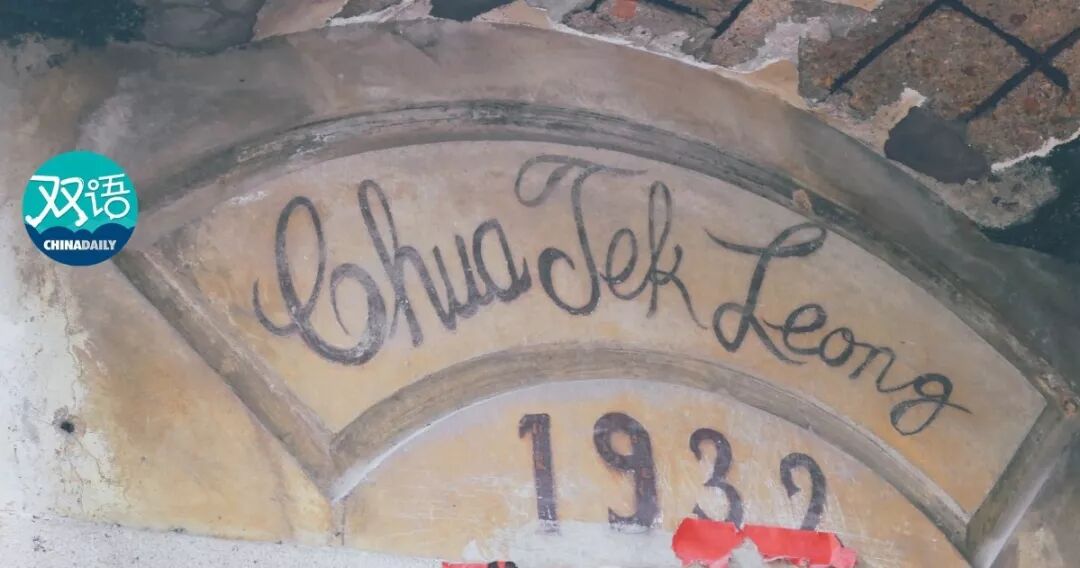 双语
CHINADAILY
Chua Tek Leong
1932